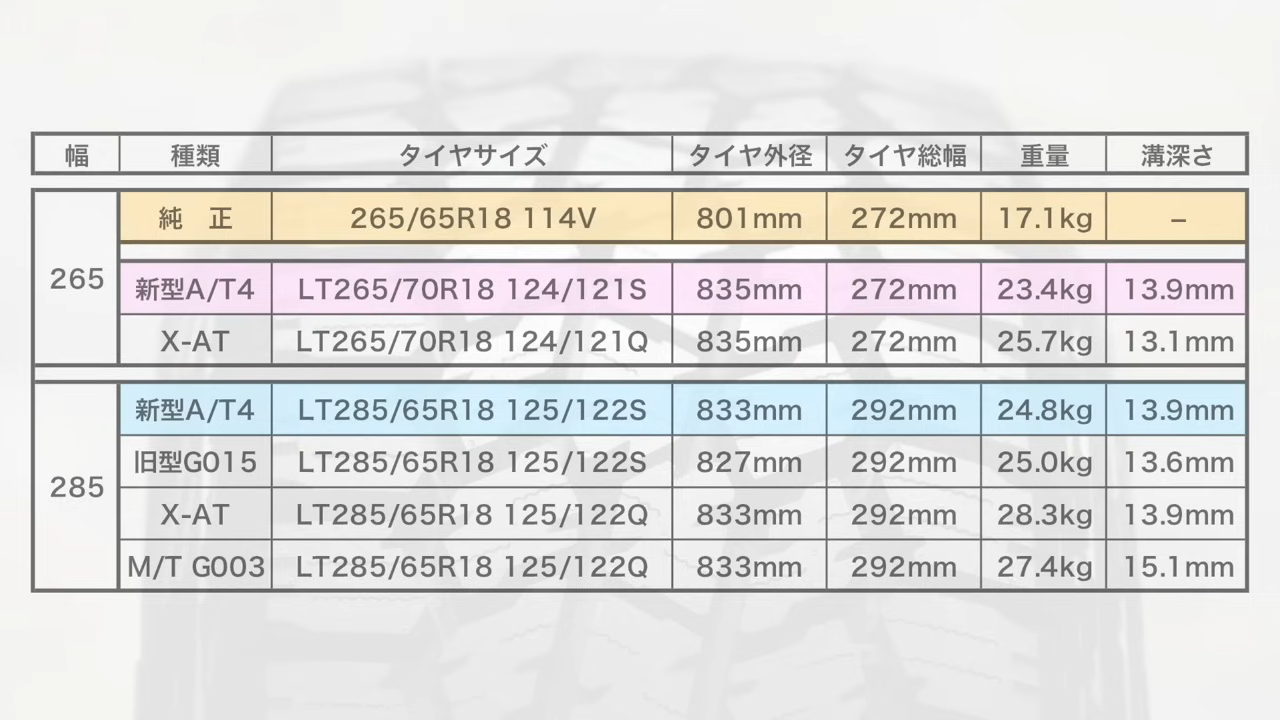 幅 種類 タイヤサイズ タイヤ外径 タイヤ総幅 重量 溝深さ
265
純　正 265/65R18 114V 801mm 272mm 17.1kg –
新型A/T4 LT265/70R18 124/121S 835mm 272mm 23.4kg 13.9mm
X-AT LT265/70R18 124/121Q 835mm 272mm 25.7kg 13.1mm
285
新型A/T4 LT285/65R18 125/122S 833mm 292mm 24.8kg 13.9mm
旧型G015 LT285/65R18 125/122S 827mm 292mm 25.0kg 13.6mm
X-AT LT285/65R18 125/122Q 833mm 292mm 28.3kg 13.9mm
M/T G003 LT285/65R18 125/122Q 833mm 292mm 27.4kg 15.1mm